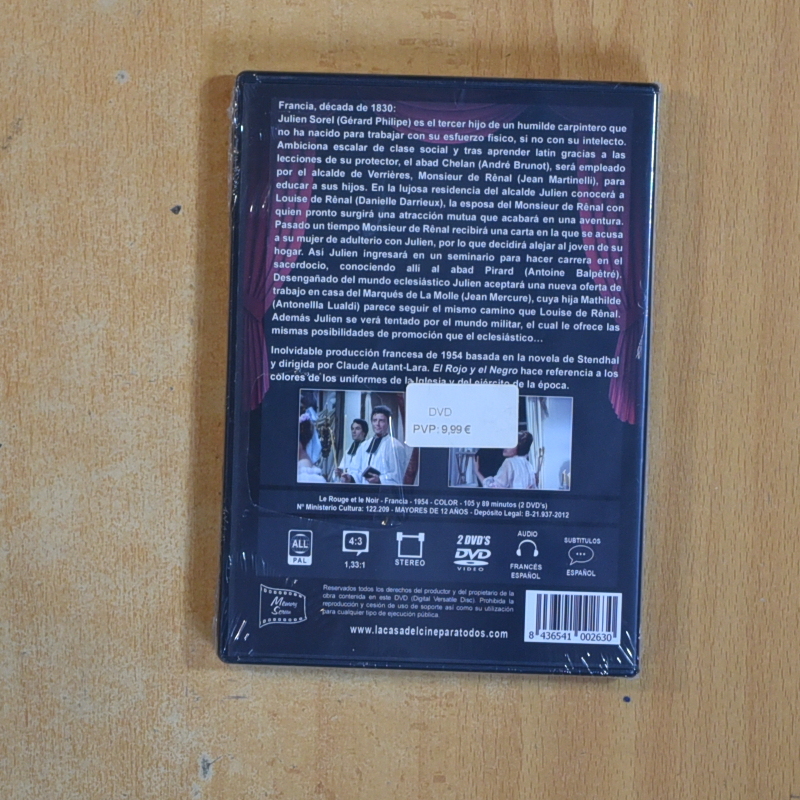 Francia, década de 1830:
Julien Sorel (Gérard Philipe) es el tercer hijo de un humilde carpintero que
no ha nacido para trabajar con su esfuerzo físico, si no con su intelecto.
Ambiciona escalar de clase social y tras aprender latín gracias a las
lecciones de su protector, el abad Chelan (André Brunot), será empleado
por el alcalde de Verrières, Monsieur de Rênal (Jean Martinelli), para
educar a sus hijos. En la lujosa residencia del alcalde Julien conocerá a
Louise de Rênal (Danielle Darrieux), la esposa del Monsieur de Rênal con
quien pronto surgirá una atracción mutua que acabará en una aventura.
Pasado un tiempo Monsieur de Rênal recibirá una carta en la que se acusa
a su mujer de adulterio con Julien, por lo que decidirá alejar al joven de su
hogar. Así Julien ingresará en un seminario para hacer carrera en el
sacerdocio, conociendo allí al abad Pirard (Antoine Balpêtré).
Desengañado del mundo eclesiástico Julien aceptará una nueva oferta de
trabajo en casa del Marqués de La Molle (Jean Mercure), cuya hija Mathilde
(Antonellla Lualdi) parece seguir el mismo camino que Louise de Rênal.
Además Julien se verá tentado por el mundo militar, el cual le ofrece las
mismas posibilidades de promoción que el eclesiástico...
Inolvidable producción francesa de 1954 basada en la novela de Stendhal
y dirigida por Claude Autant-Lara. El Rojo y el Negro hace referencia a los
colores de los uniformes de la Iglesia y del ejército de la época.
DVD
PVP: 9,99 €
Le Rouge et le Noir - Francia - 1954 - COLOR - 105 y 89 minutos (2 DVD's)
Nº Ministerio Cultura: 122.209 - MAYORES DE 12 AÑOS - Depósito Legal: B-21.937-2012
ALL
PAL
4:3
1,33:1
STEREO
2 DVD'S
DVD
VIDEO
AUDIO
FRANCÉS
ESPAÑOL
SUBTITULOS
ESPAÑOL
Memory
Screen
Reservados todos los derechos del productor y del propietario de la
obra contenida en este DVD (Digital Versatile Disc). Prohibida la
reproducción y cesión de uso de soporte así como su utilización
para cualquier tipo de ejecución pública.
www.lacasadelcineparatodos.com
8 436541 002630